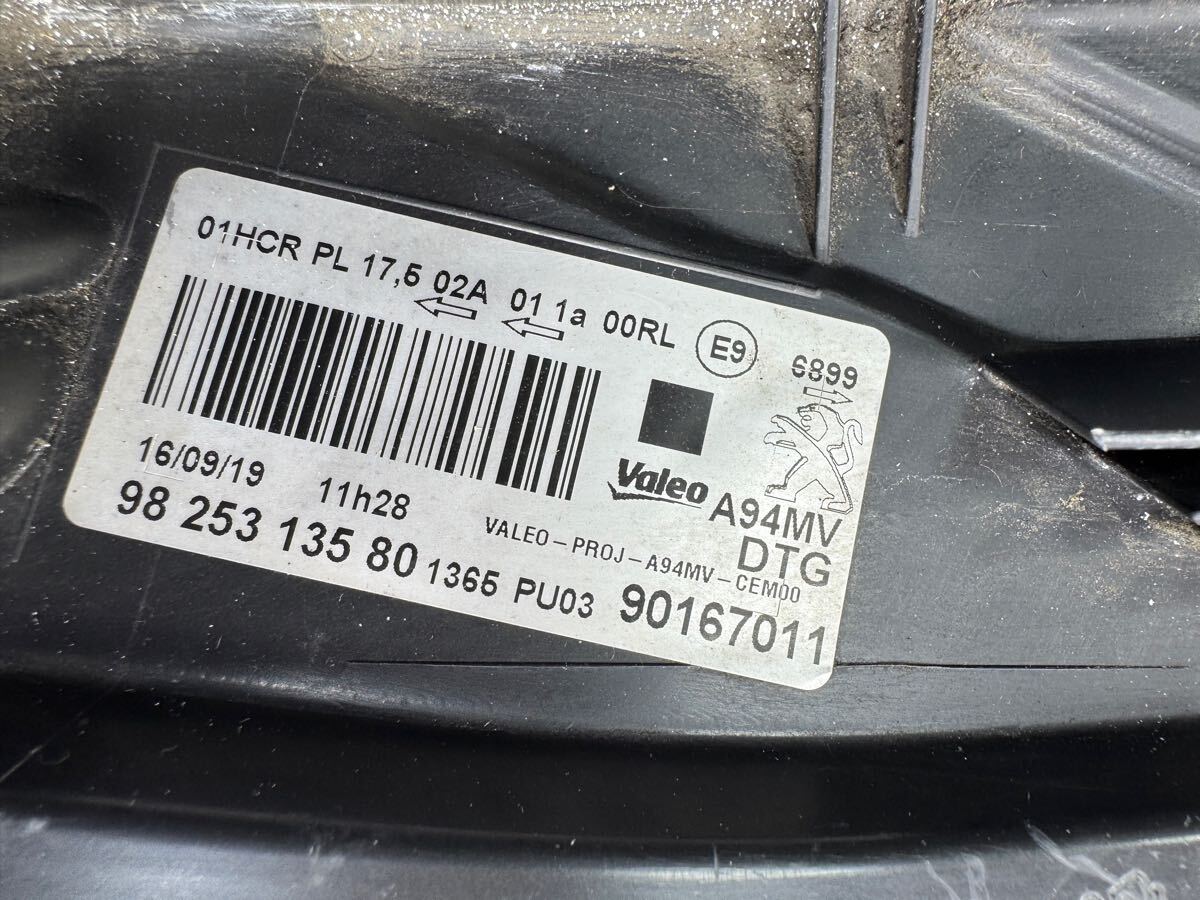 01HCR PL 17,5 02A 01 1a 00RL E9 6899
Valeo
A94MV
DTG
16/09/19 11h28
VALEO-PROJ-A94MV-CEM00
98 253 135 80 1365 PU03 90167011